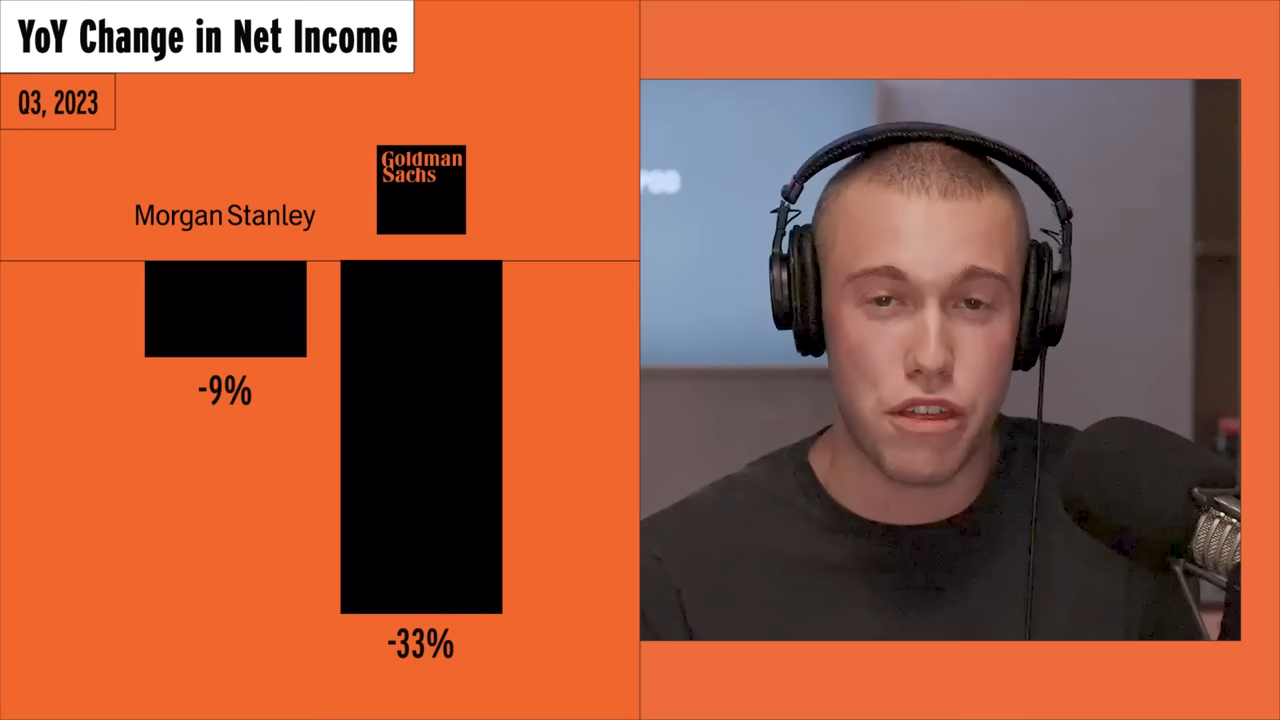 YoY Change in Net Income
Q3, 2023
Goldman
Sachs
Morgan Stanley
-9%
-33%